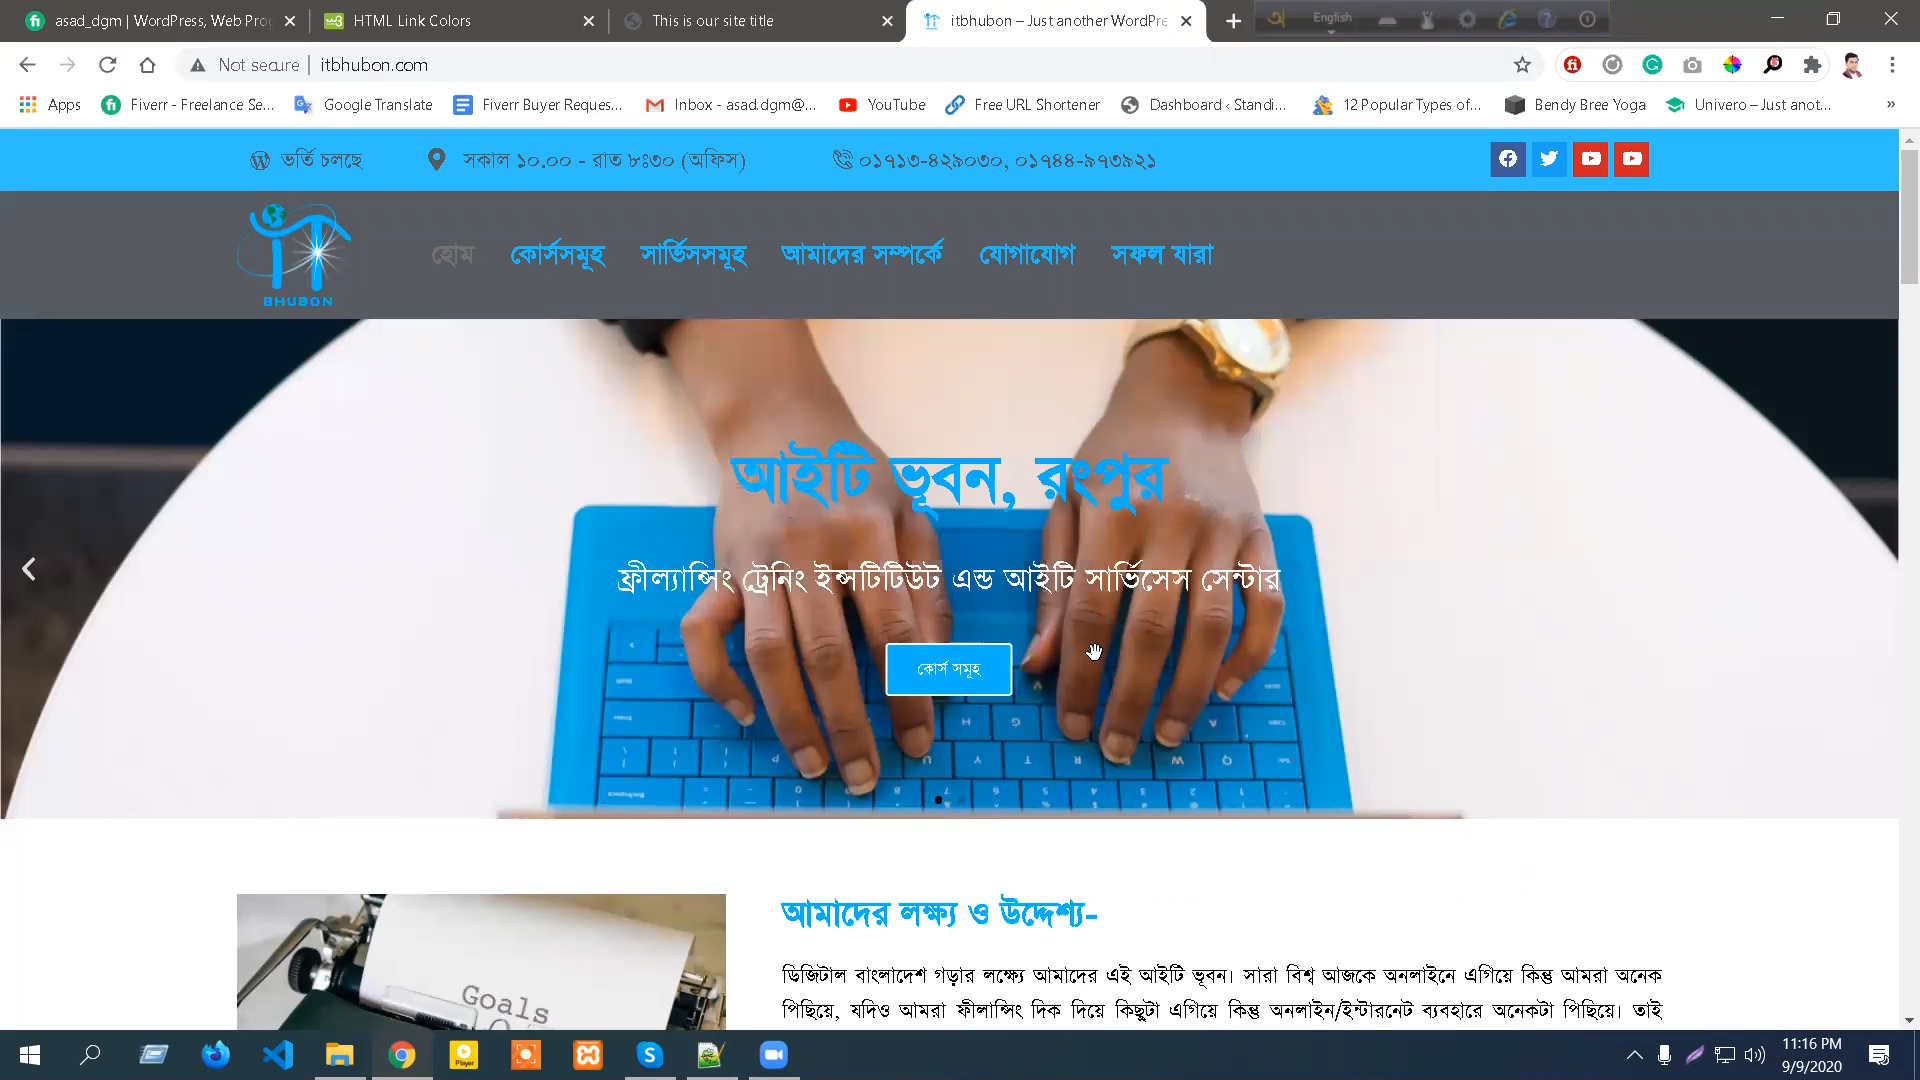 asad_dgm | WordPress, Web Pro
HTML Link Colors
This is our site title
itbhubon – Just another WordPre
English
Not secure
itbhubon.com
Apps
Fiverr - Freelance Se...
Google Translate
Fiverr Buyer Reques...
Inbox - asad.dgm@...
YouTube
Free URL Shortener
Dashboard ‹ Standi...
12 Popular Types of...
Bendy Bree Yoga
Univero – Just anot...
»
ভর্তি চলছে
সকাল ১০.০০ - রাত ৮ঃ৩০ (অফিস)
০১৭১৩-৪২৯০৩০, ০১৭৪৪-৯৭৩৯২১
BHUBON
হোম
কোর্সসমূহ
সার্ভিসসমূহ
আমাদের সম্পর্কে
যোগাযোগ
সফল যারা
আইটি ভূবন, রংপুর
ফ্রীল্যান্সিং ট্রেনিং ইন্সটিটিউট এন্ড আইটি সার্ভিসেস সেন্টার
কোর্স সমূহ
আমাদের লক্ষ্য ও উদ্দেশ্য-
ডিজিটাল বাংলাদেশ গড়ার লক্ষ্যে আমাদের এই আইটি ভূবন। সারা বিশ্ব আজকে অনলাইনে এগিয়ে কিন্তু আমরা অনেক
পিছিয়ে, যদিও আমরা ফীলান্সিং দিক দিয়ে কিছুটা এগিয়ে কিন্তু অনলাইন/ইন্টারনেট ব্যবহারে অনেকটা পিছিয়ে। তাই
Goals
11:16 PM
9/9/2020